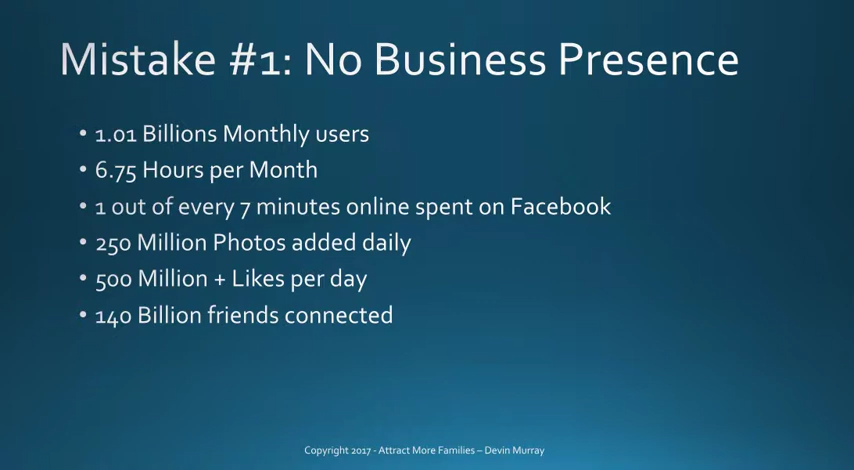 Mistake #1: No Business Presence
• 1.01 Billions Monthly users
• 6.75 Hours per Month
• 1 out of every 7 minutes online spent on Facebook
• 250 Million Photos added daily
• 500 Million + Likes per day
• 140 Billion friends connected
Copyright 2017 - Attract More Families – Devin Murray